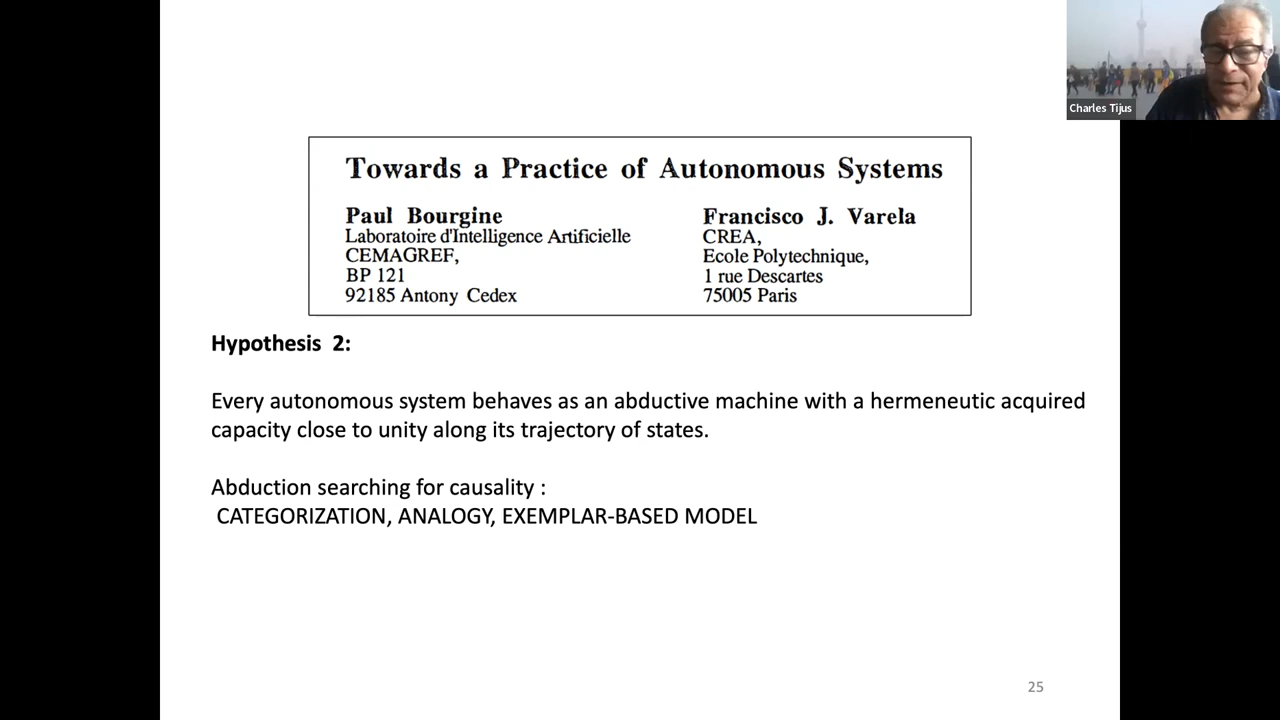 Charles Tijus
Towards a Practice of Autonomous Systems
Paul Bourgine
Laboratoire d'Intelligence Artificielle
CEMAGREF,
BP 121
92185 Antony Cedex
Francisco J. Varela
CREA,
Ecole Polytechnique,
1 rue Descartes
75005 Paris
Hypothesis 2:
Every autonomous system behaves as an abductive machine with a hermeneutic acquired
capacity close to unity along its trajectory of states.
Abduction searching for causality :
CATEGORIZATION, ANALOGY, EXEMPLAR-BASED MODEL
25